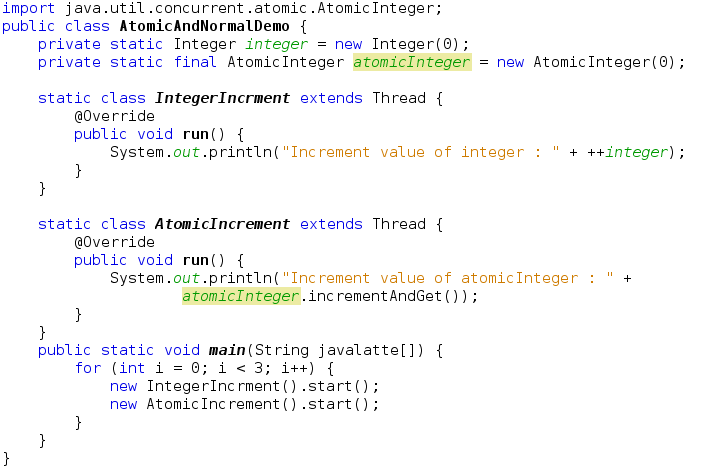 import java.util.concurrent.atomic.AtomicInteger;
public class AtomicAndNormalDemo {
    private static Integer integer = new Integer(0);
    private static final AtomicInteger atomicInteger = new AtomicInteger(0);

    static class IntegerIncrment extends Thread {
        @Override
        public void run() {
            System.out.println("Increment value of integer : " + ++integer);
        }
    }

    static class AtomicIncrement extends Thread {
        @Override
        public void run() {
            System.out.println("Increment value of atomicInteger : " +
                    atomicInteger.incrementAndGet());
        }
    }
    public static void main(String javalatte[]) {
        for (int i = 0; i < 3; i++) {
            new IntegerIncrment().start();
            new AtomicIncrement().start();
        }
    }
}